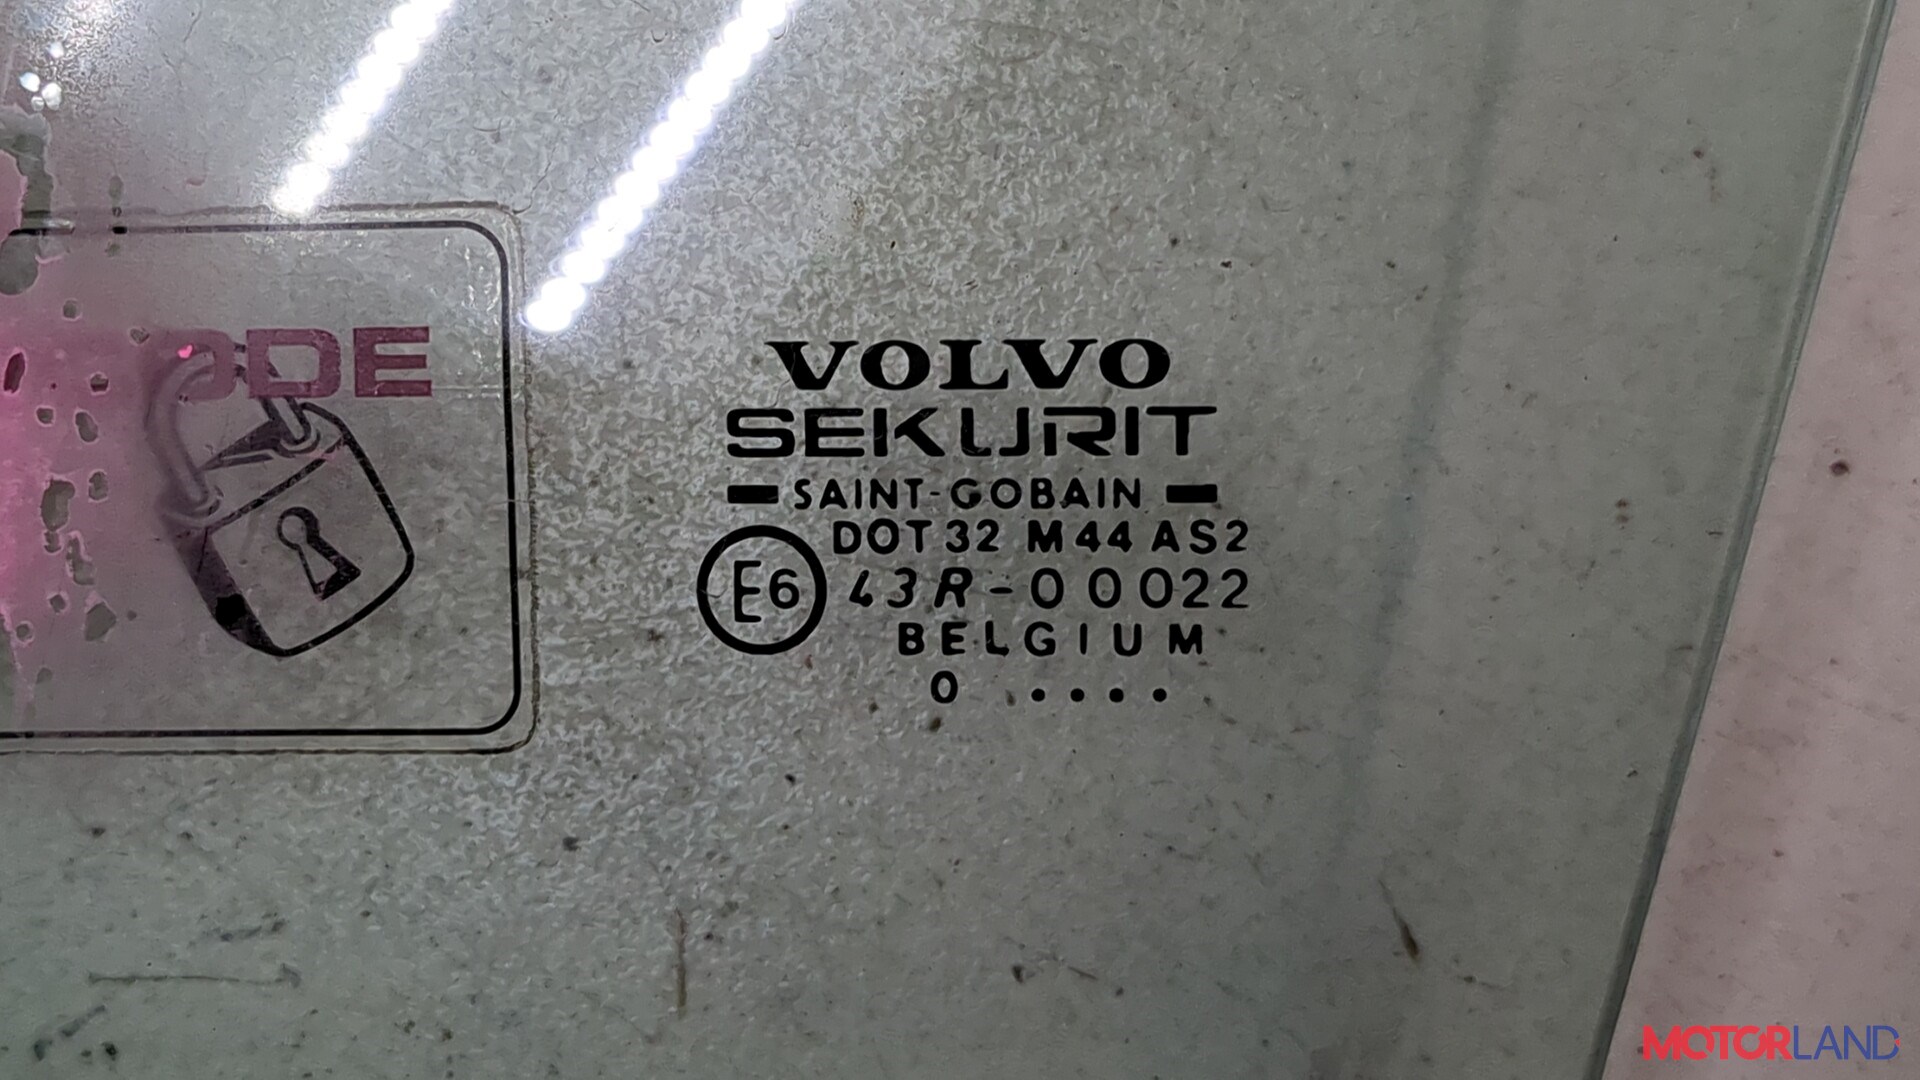 VOLVO
SEKURIT
SAINT-GOBAIN
DOT 32 M44 AS2
E6 43R-00022
BELGIUM
0 ....
MOTORLAND